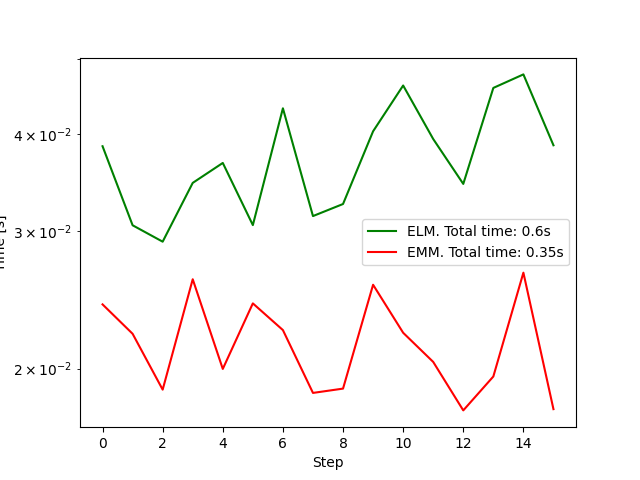 4 × 10⁻²
3 × 10⁻²
2 × 10⁻²
ELM. Total time: 0.6s
EMM. Total time: 0.35s
0 2 4 6 8 10 12 14
Step